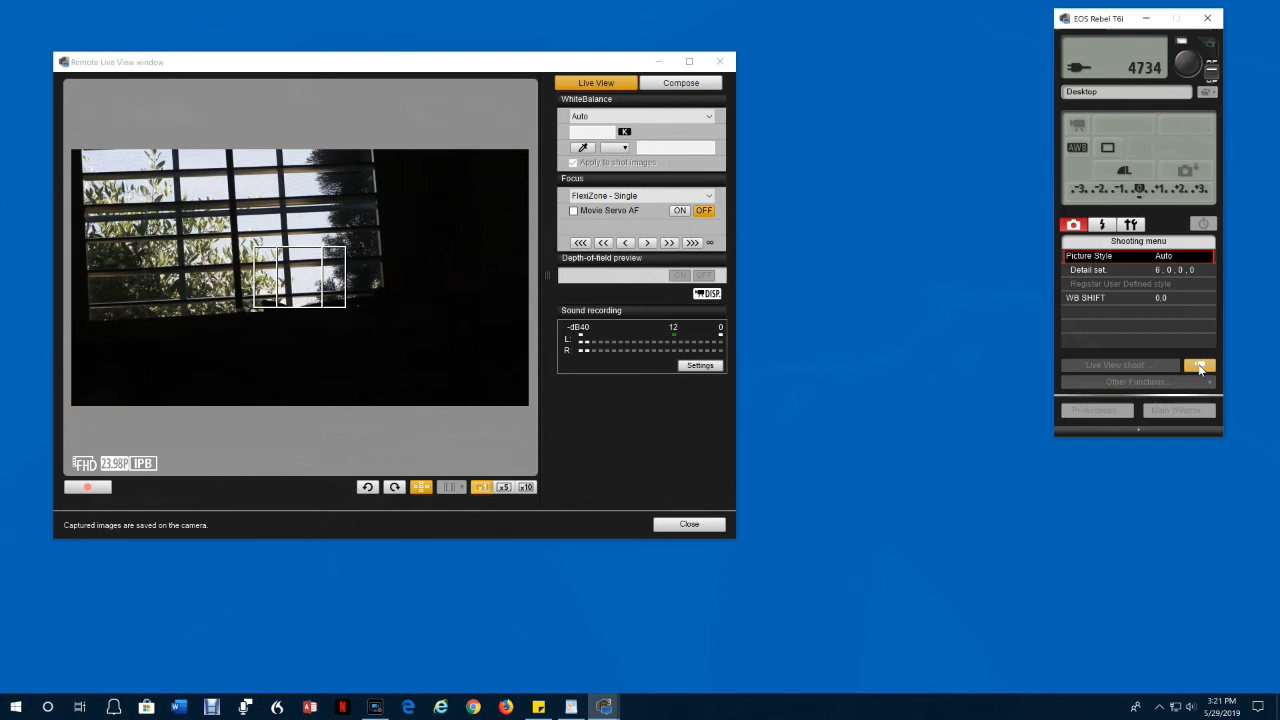 EOS Rebel T6i
4734
Desktop
AWB
-3..-2..-1..0..+1..+2..+3.
Shooting menu
Picture Style Auto
Detail set. 6 , 0 , 0 , 0
Register User Defined style
WB SHIFT 0,0
Live View shoot ...
Other Functions...
Preferences
Main Window
Remote Live View window
Live View Compose
WhiteBalance
Auto
K
Apply to shot images
Focus
FlexiZone - Single
Movie Servo AF ON OFF
<<< << < > >> >>> ∞
Depth-of-field preview
ON OFF
DISP.
Sound recording
-dB40 12 0
L:
R:
Settings
FHD 23.98P IPB
x1 x5 x10
Captured images are saved on the camera.
Close
3:21 PM
5/29/2019